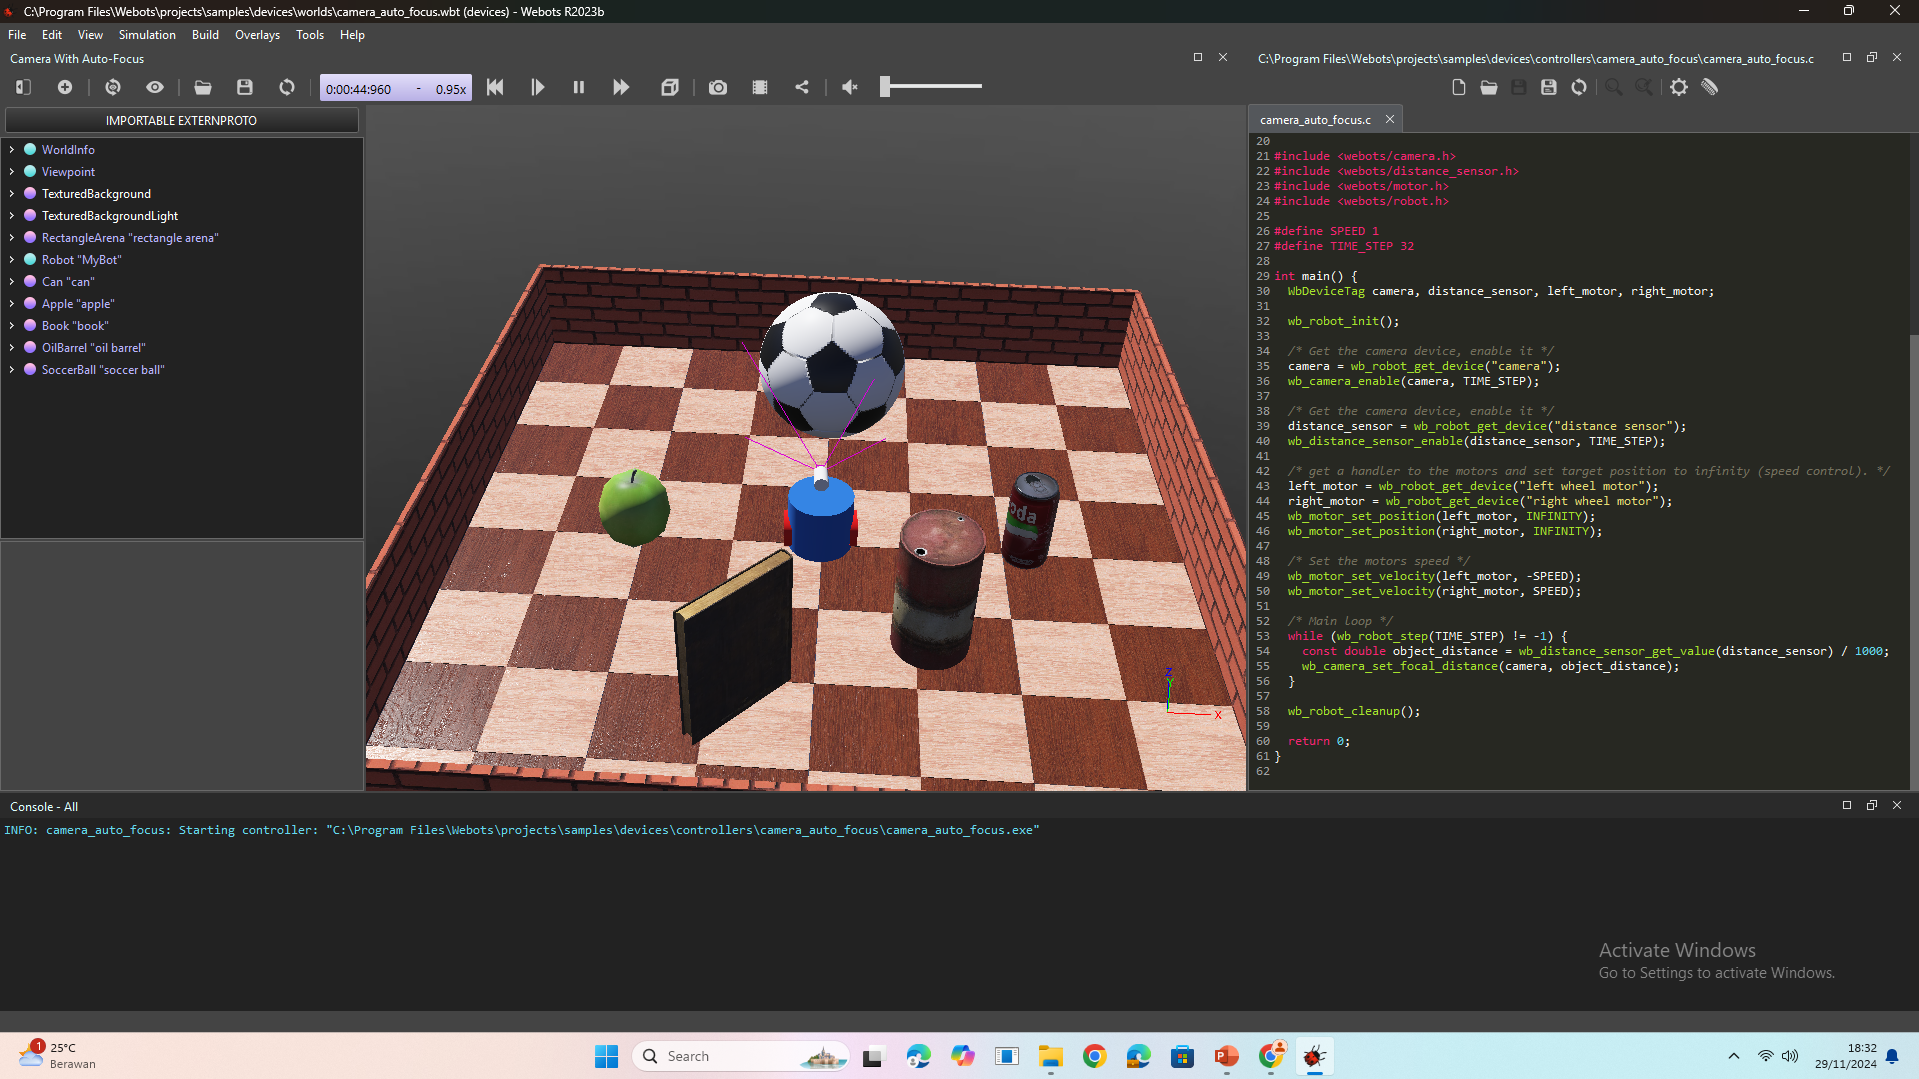 C:\Program Files\Webots\projects\samples\devices\worlds\camera_auto_focus.wbt (devices) - Webots R2023b
File Edit View Simulation Build Overlays Tools Help
Camera With Auto-Focus
0:00:44:960 - 0.95x
IMPORTABLE EXTERNPROTO
WorldInfo
Viewpoint
TexturedBackground
TexturedBackgroundLight
RectangleArena "rectangle arena"
Robot "MyBot"
Can "can"
Apple "apple"
Book "book"
OilBarrel "oil barrel"
SoccerBall "soccer ball"
oda
Z
Y
X
C:\Program Files\Webots\projects\samples\devices\controllers\camera_auto_focus\camera_auto_focus.c
camera_auto_focus.c
20
21 #include <webots/camera.h>
22 #include <webots/distance_sensor.h>
23 #include <webots/motor.h>
24 #include <webots/robot.h>
25
26 #define SPEED 1
27 #define TIME_STEP 32
28
29 int main() {
30 WbDeviceTag camera, distance_sensor, left_motor, right_motor;
31
32 wb_robot_init();
33
34 /* Get the camera device, enable it */
35 camera = wb_robot_get_device("camera");
36 wb_camera_enable(camera, TIME_STEP);
37
38 /* Get the camera device, enable it */
39 distance_sensor = wb_robot_get_device("distance sensor");
40 wb_distance_sensor_enable(distance_sensor, TIME_STEP);
41
42 /* get a handler to the motors and set target position to infinity (speed control). */
43 left_motor = wb_robot_get_device("left wheel motor");
44 right_motor = wb_robot_get_device("right wheel motor");
45 wb_motor_set_position(left_motor, INFINITY);
46 wb_motor_set_position(right_motor, INFINITY);
47
48 /* Set the motors speed */
49 wb_motor_set_velocity(left_motor, -SPEED);
50 wb_motor_set_velocity(right_motor, SPEED);
51
52 /* Main loop */
53 while (wb_robot_step(TIME_STEP) != -1) {
54 const double object_distance = wb_distance_sensor_get_value(distance_sensor) / 1000;
55 wb_camera_set_focal_distance(camera, object_distance);
56 }
57
58 wb_robot_cleanup();
59
60 return 0;
61 }
62
Console - All
INFO: camera_auto_focus: Starting controller: "C:\Program Files\Webots\projects\samples\devices\controllers\camera_auto_focus\camera_auto_focus.exe"
Activate Windows
Go to Settings to activate Windows.
1
25°C
Berawan
Search
18:32
29/11/2024